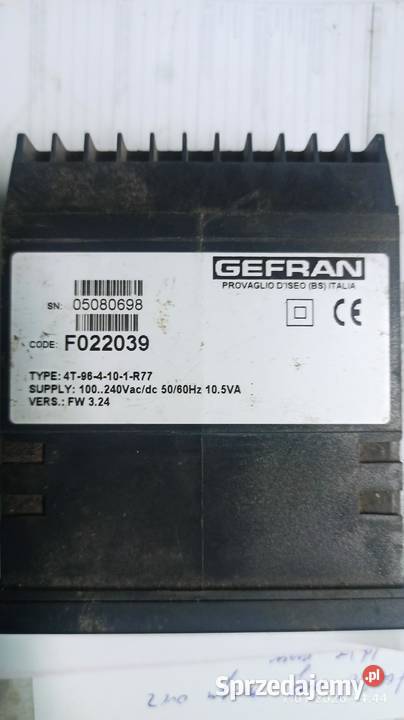 GEFRAN
PROVAGLIO D'ISEO (BS) ITALIA
SN: 05080698
CODE: F022039
CE
TYPE: 4T-96-4-10-1-R77
SUPPLY: 100..240Vac/dc 50/60Hz 10.5VA
VERS.: FW 3.24
Sprzedajemy.pl